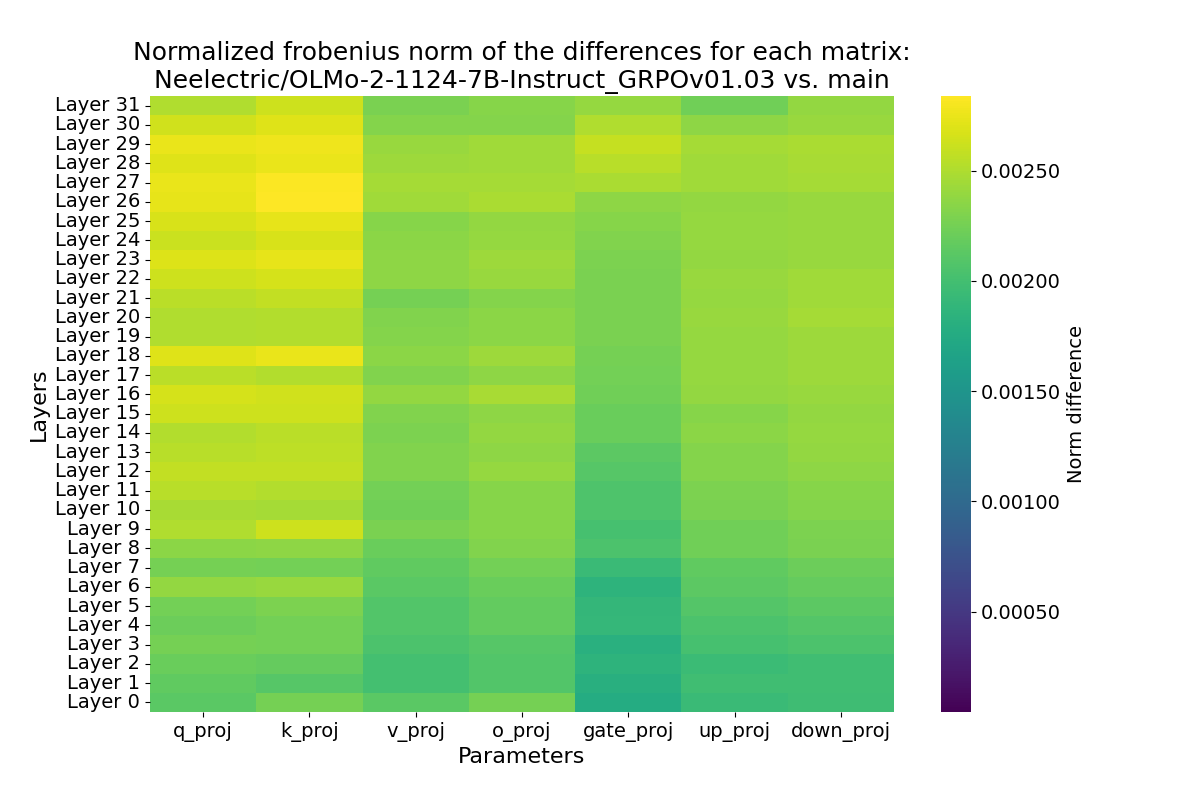 Normalized frobenius norm of the differences for each matrix:
Neelectric/OLMo-2-1124-7B-Instruct_GRPOv01.03 vs. main
Layers
Layer 31
Layer 30
Layer 29
Layer 28
Layer 27
Layer 26
Layer 25
Layer 24
Layer 23
Layer 22
Layer 21
Layer 20
Layer 19
Layer 18
Layer 17
Layer 16
Layer 15
Layer 14
Layer 13
Layer 12
Layer 11
Layer 10
Layer 9
Layer 8
Layer 7
Layer 6
Layer 5
Layer 4
Layer 3
Layer 2
Layer 1
Layer 0
q_proj k_proj v_proj o_proj gate_proj up_proj down_proj
Parameters
0.00250
0.00200
0.00150
0.00100
0.00050
Norm difference